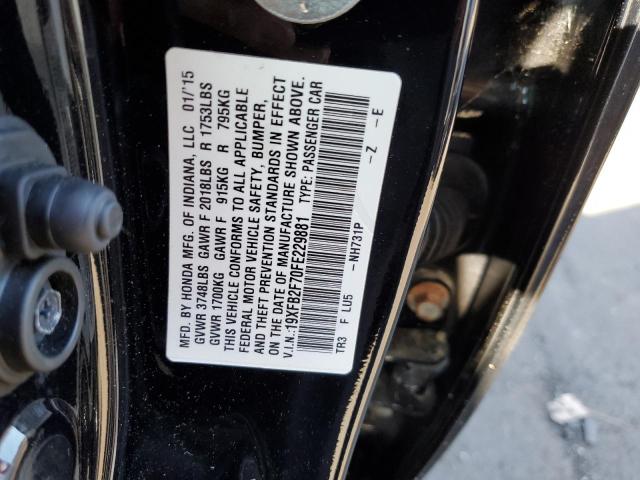 MFD. BY HONDA MFG. OF INDIANA, LLC 01/'15
GVWR 3748LBS GAWR F 2018LBS R 1753LBS
GVWR 1700KG GAWR F 915KG R 795KG
THIS VEHICLE CONFORMS TO ALL APPLICABLE
FEDERAL MOTOR VEHICLE SAFETY, BUMPER,
AND THEFT PREVENTION STANDARDS IN EFFECT
ON THE DATE OF MANUFACTURE SHOWN ABOVE.
V.I.N.:19XFB2F70FE229881 TYPE: PASSENGER CAR
TR3 F LU5 -NH731P -Z -E